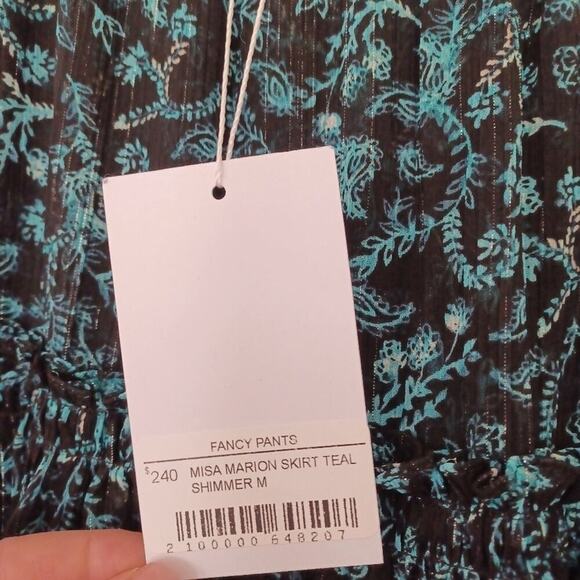 FANCY PANTS
$240 MISA MARION SKIRT TEAL
SHIMMER M
2 100000 648207